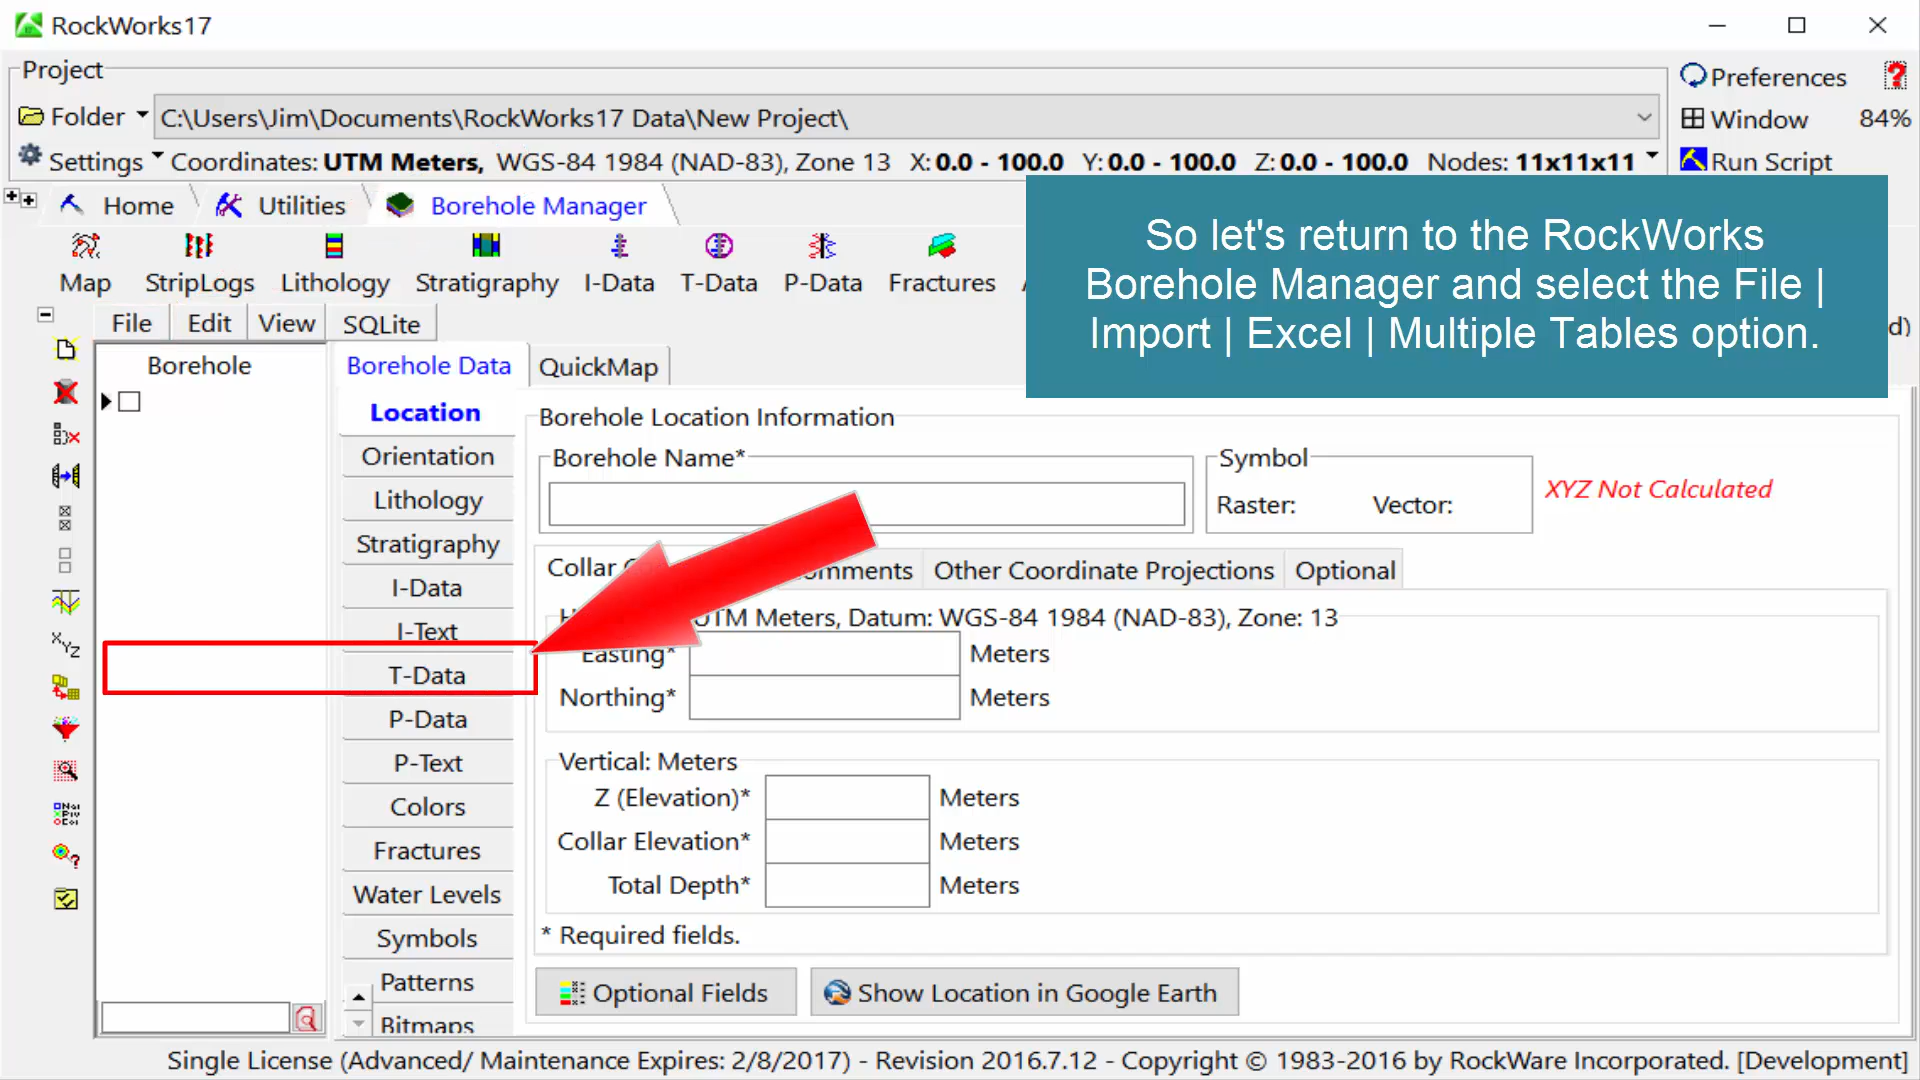 RockWorks17
Project
Folder C:\Users\Jim\Documents\RockWorks17 Data\New Project\
Settings Coordinates: UTM Meters, WGS-84 1984 (NAD-83), Zone 13 X: 0.0 - 100.0 Y: 0.0 - 100.0 Z: 0.0 - 100.0 Nodes: 11x11x11
Preferences
Window 84%
Run Script
Home Utilities Borehole Manager
Map StripLogs Lithology Stratigraphy I-Data T-Data P-Data Fractures
So let's return to the RockWorks
Borehole Manager and select the File |
Import | Excel | Multiple Tables option.
d)
File Edit View SQLite
Borehole
Borehole Data QuickMap
Location
Orientation
Lithology
Stratigraphy
I-Data
I-Text
T-Data
P-Data
P-Text
Colors
Fractures
Water Levels
Symbols
Patterns
Bitmaps
Borehole Location Information
Borehole Name*
Symbol
Raster: Vector:
XYZ Not Calculated
Collar omments Other Coordinate Projections Optional
UTM Meters, Datum: WGS-84 1984 (NAD-83), Zone: 13
Easting* Meters
Northing* Meters
Vertical: Meters
Z (Elevation)* Meters
Collar Elevation* Meters
Total Depth* Meters
* Required fields.
Optional Fields Show Location in Google Earth
Single License (Advanced/ Maintenance Expires: 2/8/2017) - Revision 2016.7.12 - Copyright © 1983-2016 by RockWare Incorporated. [Development]